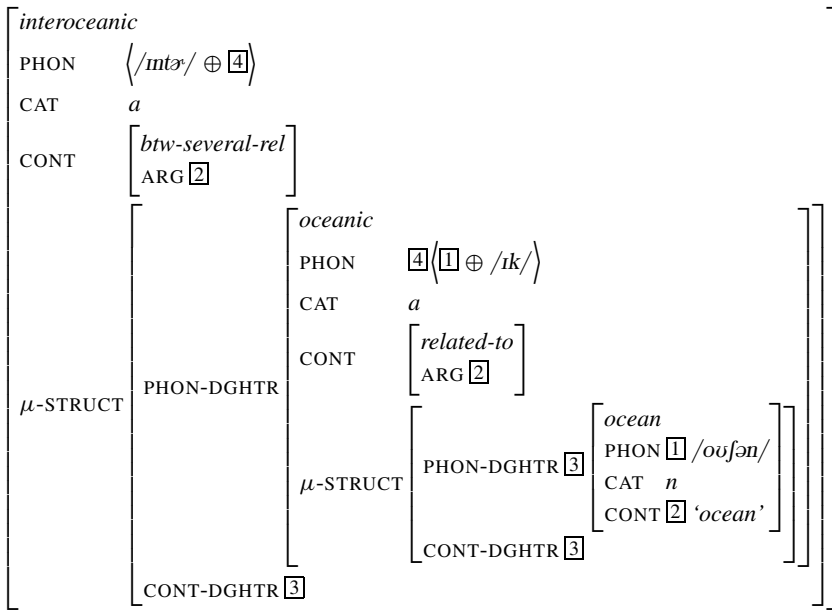 interoceanic
PHON ⟨/ɪntɚ/ ⊕ 4⟩
CAT a
CONT btw-several-rel
ARG 2
oceanic
PHON 4 ⟨1 ⊕ /ɪk/⟩
CAT a
CONT related-to
ARG 2
μ-STRUCT PHON-DGHTR
ocean
PHON 1 /oʊʃən/
μ-STRUCT PHON-DGHTR 3
CAT n
CONT 2 ‘ocean’
CONT-DGHTR 3
CONT-DGHTR 3